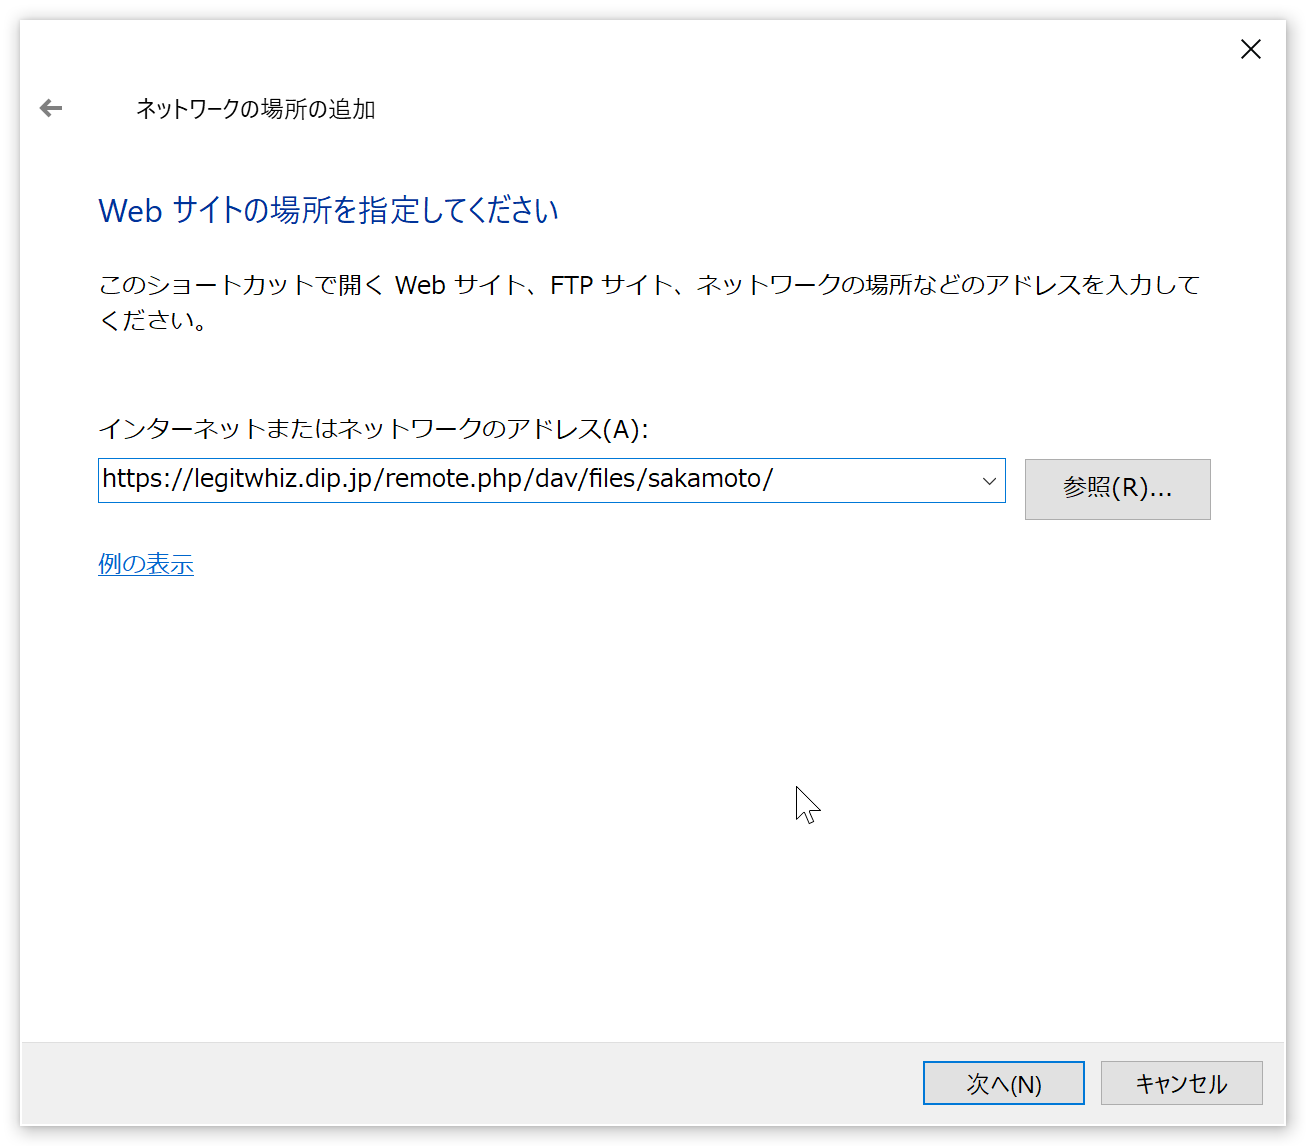 ネットワークの場所の追加
Web サイトの場所を指定してください
このショートカットで開く Web サイト、FTP サイト、ネットワークの場所などのアドレスを入力して
ください。
インターネットまたはネットワークのアドレス(A):
https://legitwhiz.dip.jp/remote.php/dav/files/sakamoto/
参照(R)...
例の表示
次へ(N)
キャンセル